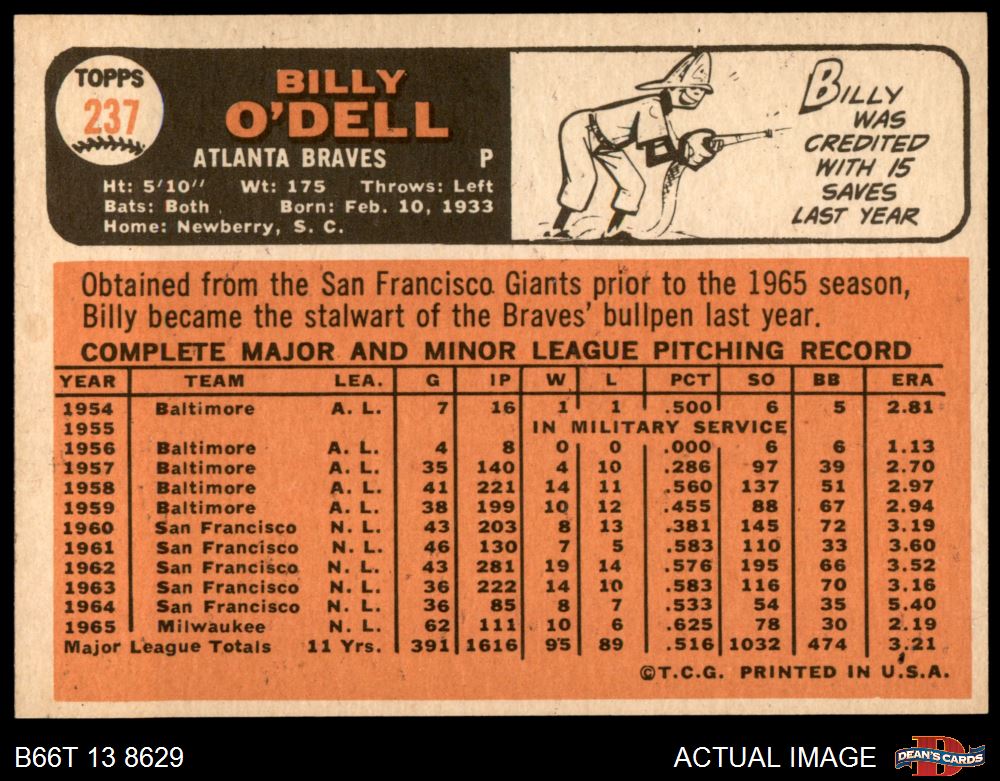 TOPPS
237
BILLY
O'DELL
ATLANTA BRAVES P
Ht: 5'10" Wt: 175 Throws: Left
Bats: Both Born: Feb. 10, 1933
Home: Newberry, S. C.
BILLY
WAS
CREDITED
WITH 15
SAVES
LAST YEAR
Obtained from the San Francisco Giants prior to the 1965 season,
Billy became the stalwart of the Braves' bullpen last year.
COMPLETE MAJOR AND MINOR LEAGUE PITCHING RECORD
YEAR TEAM LEA. G IP W L PCT SO BB ERA
1954 Baltimore A. L. 7 16 1 1 .500 6 5 2.81
1955 IN MILITARY SERVICE
1956 Baltimore A. L. 4 8 0 0 .000 6 6 1.13
1957 Baltimore A. L. 35 140 4 10 .286 97 39 2.70
1958 Baltimore A. L. 41 221 14 11 .560 137 51 2.97
1959 Baltimore A. L. 38 199 10 12 .455 88 67 2.94
1960 San Francisco N. L. 43 203 8 13 .381 145 72 3.19
1961 San Francisco N. L. 46 130 7 5 .583 110 33 3.60
1962 San Francisco N. L. 43 281 19 14 .576 195 66 3.52
1963 San Francisco N. L. 36 222 14 10 .583 116 70 3.16
1964 San Francisco N. L. 36 85 8 7 .533 54 35 5.40
1965 Milwaukee N. L. 62 111 10 6 .625 78 30 2.19
Major League Totals 11 Yrs. 391 1616 95 89 .516 1032 474 3.21
©T.C.G. PRINTED IN U.S.A.
B66T 13 8629
ACTUAL IMAGE
D
DEAN'S CARDS